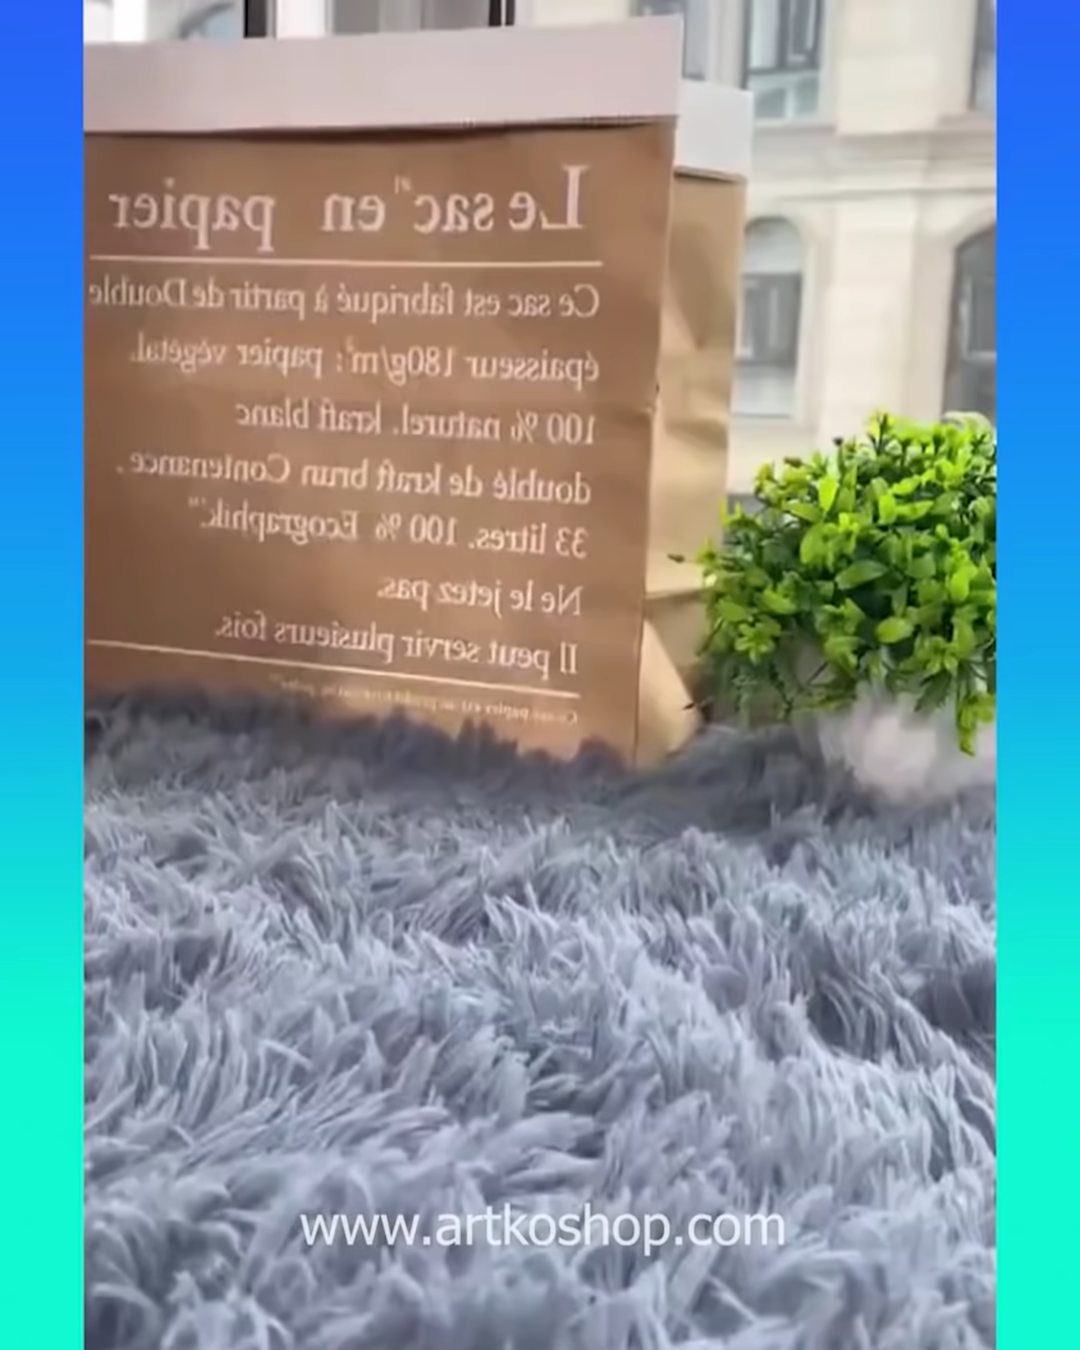 Le sac en papier
Ce sac est fabriqué à partir de Double
épaisseur 180g/m²: papier végétal.
100 % naturel. kraft blanc
doublé de kraft brun Contenance .
33 litres. 100 % Ecographik."
Ne le jetez pas.
Il peut servir plusieurs fois.
www.artkoshop.com